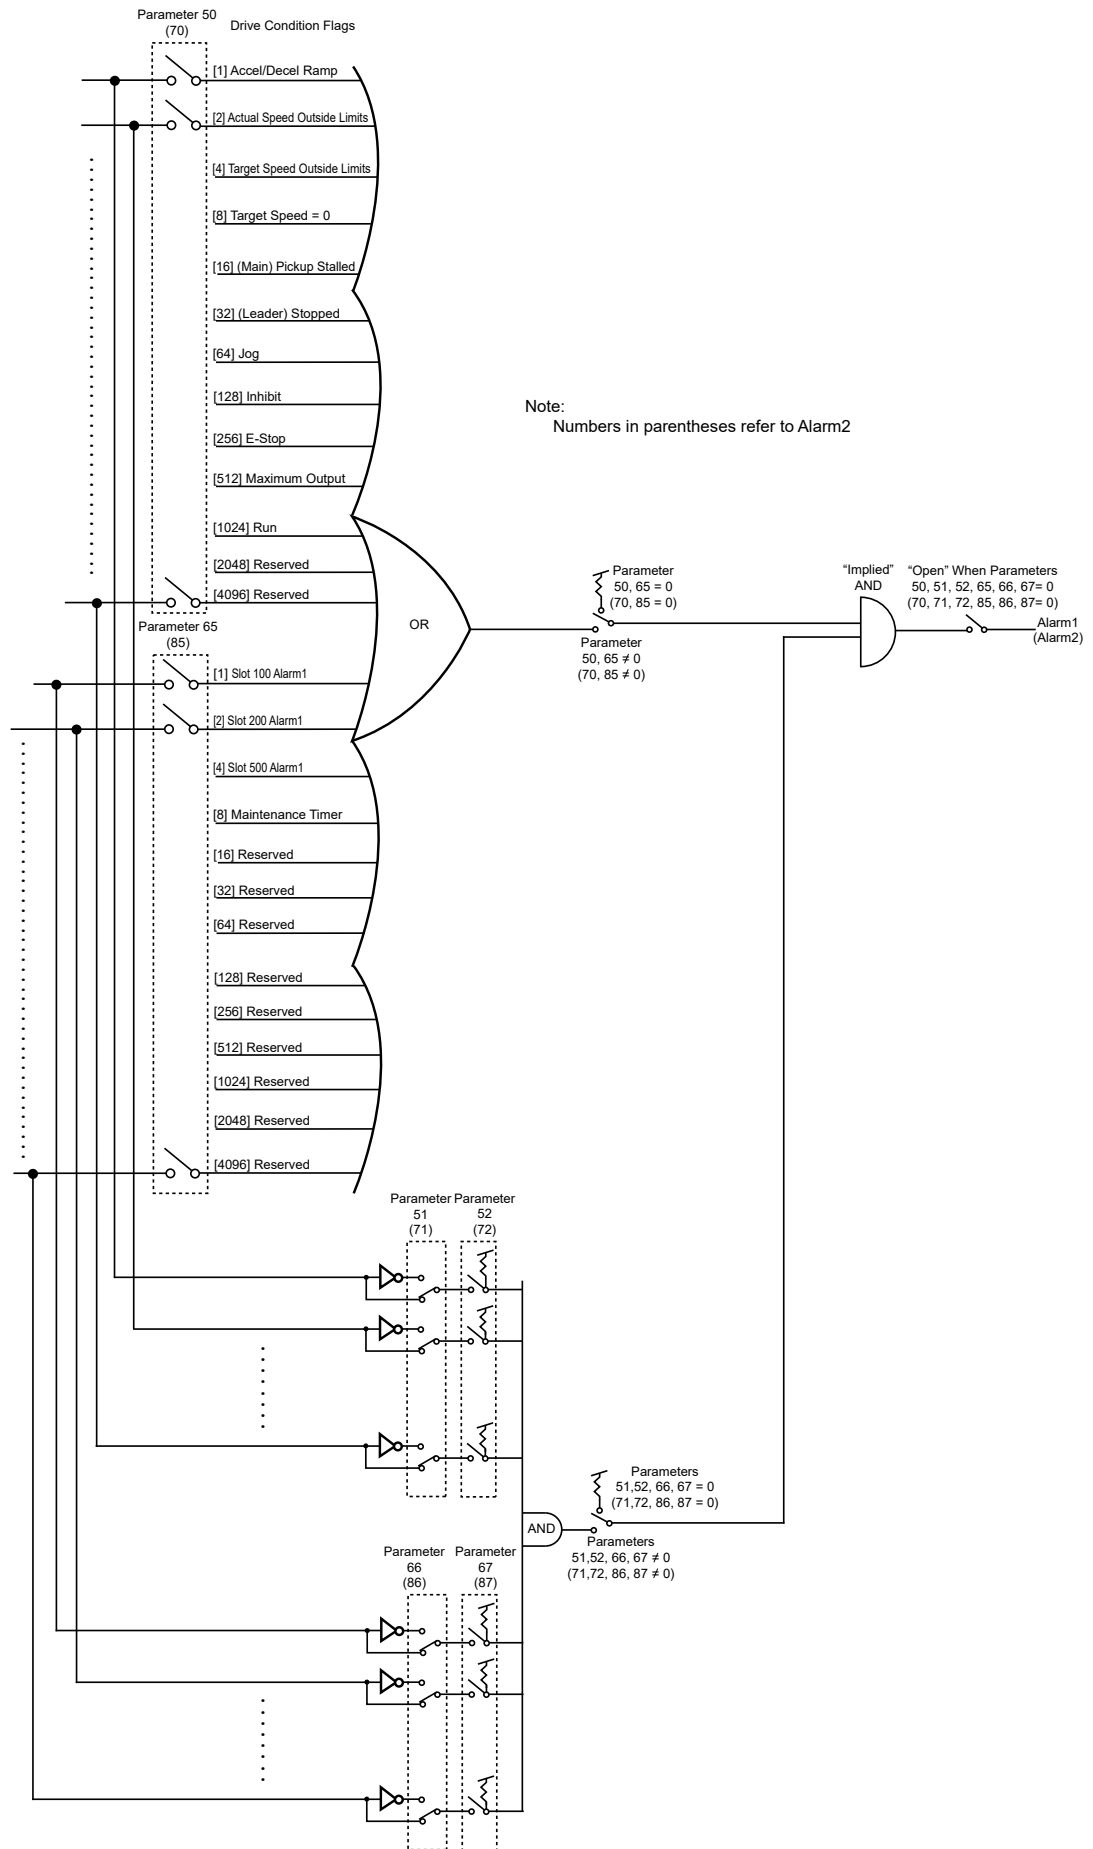 Parameter 50
(70)
Drive Condition Flags
[1] Accel/Decel Ramp
[2] Actual Speed Outside Limits
[4] Target Speed Outside Limits
[8] Target Speed = 0
[16] (Main) Pickup Stalled
[32] (Leader) Stopped
[64] Jog
[128] Inhibit
[256] E-Stop
[512] Maximum Output
[1024] Run
[2048] Reserved
[4096] Reserved
Note:
Numbers in parentheses refer to Alarm2
OR
Parameter
50, 65 = 0
(70, 85 = 0)
Parameter
50, 65 ≠ 0
(70, 85 ≠ 0)
“Implied”
AND
“Open” When Parameters
50, 51, 52, 65, 66, 67= 0
(70, 71, 72, 85, 86, 87= 0)
Alarm1
(Alarm2)
Parameter 65
(85)
[1] Slot 100 Alarm1
[2] Slot 200 Alarm1
[4] Slot 500 Alarm1
[8] Maintenance Timer
[16] Reserved
[32] Reserved
[64] Reserved
[128] Reserved
[256] Reserved
[512] Reserved
[1024] Reserved
[2048] Reserved
[4096] Reserved
Parameter
51
(71)
Parameter
52
(72)
AND
Parameters
51,52, 66, 67 = 0
(71,72, 86, 87 = 0)
Parameters
51,52, 66, 67 ≠ 0
(71,72, 86, 87 ≠ 0)
Parameter
66
(86)
Parameter
67
(87)